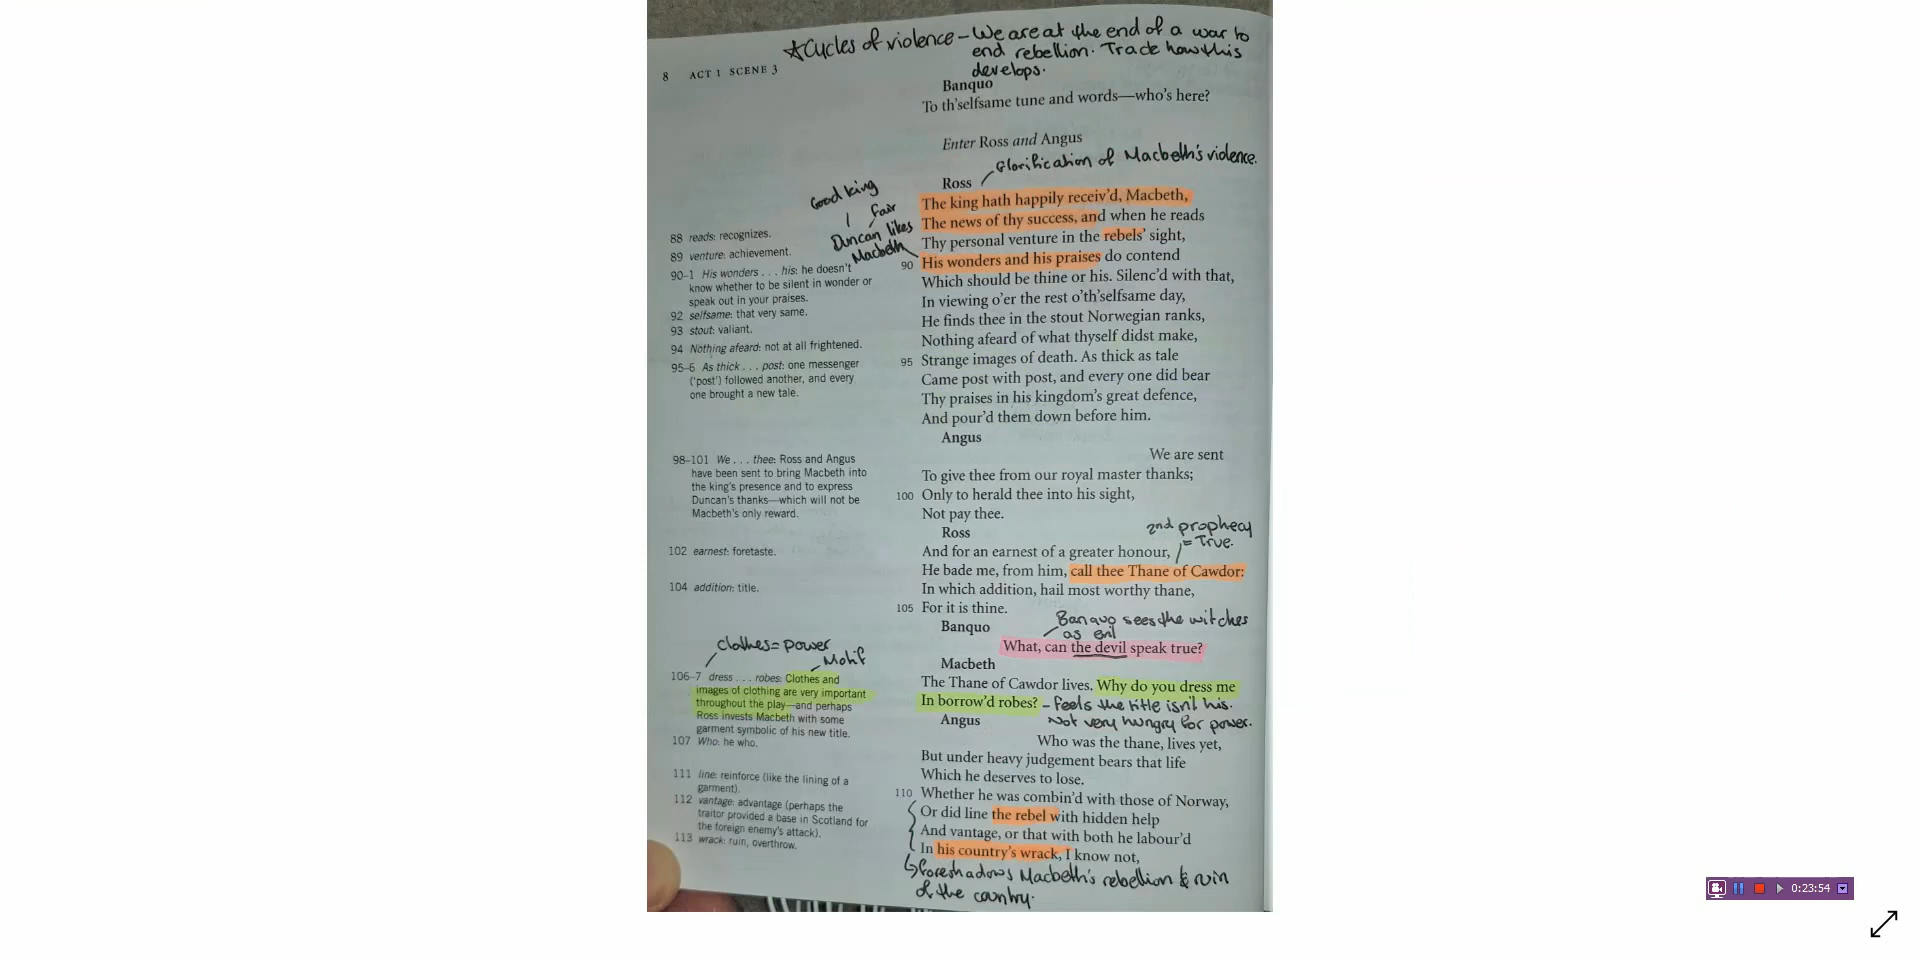 ☆Cycles of violence – We are at the end of a war to
end rebellion. Trade how this
develops.
8 ACT 1 SCENE 3
Banquo
To th'selfsame tune and words—who's here?
Enter Ross and Angus
Glorification of Macbeth's violence.
Ross
Good king
Fair
Duncan likes
Macbeth
The king hath happily receiv'd, Macbeth,
The news of thy success, and when he reads
Thy personal venture in the rebels' sight,
90 His wonders and his praises do contend
Which should be thine or his. Silenc'd with that,
In viewing o'er the rest o'th'selfsame day,
He finds thee in the stout Norwegian ranks,
Nothing afeard of what thyself didst make,
95 Strange images of death. As thick as tale
Came post with post, and every one did bear
Thy praises in his kingdom's great defence,
And pour'd them down before him.
Angus
We are sent
To give thee from our royal master thanks;
100 Only to herald thee into his sight,
Not pay thee.
2nd prophecy
= True.
Ross
And for an earnest of a greater honour,
He bade me, from him, call thee Thane of Cawdor:
In which addition, hail most worthy thane,
105 For it is thine.
Banquo sees the witches
as evil
Banquo
What, can the devil speak true?
Macbeth
The Thane of Cawdor lives. Why do you dress me
In borrow'd robes? – Feels the title isn't his.
Not very hungry for power.
Angus
Who was the thane, lives yet,
But under heavy judgement bears that life
Which he deserves to lose.
110 Whether he was combin'd with those of Norway,
Or did line the rebel with hidden help
And vantage, or that with both he labour'd
In his country's wrack, I know not,
↳ Foreshadows Macbeth's rebellion & ruin
of the country.
88 reads: recognizes.
89 venture: achievement.
90–1 His wonders . . . his: he doesn't
know whether to be silent in wonder or
speak out in your praises.
92 selfsame: that very same.
93 stout: valiant.
94 Nothing afeard: not at all frightened.
95–6 As thick . . . post: one messenger
('post') followed another, and every
one brought a new tale.
98–101 We . . . thee: Ross and Angus
have been sent to bring Macbeth into
the king's presence and to express
Duncan's thanks—which will not be
Macbeth's only reward.
102 earnest: foretaste.
104 addition: title.
clothes = power
Motif
106–7 dress . . . robes: Clothes and
images of clothing are very important
throughout the play—and perhaps
Ross invests Macbeth with some
garment symbolic of his new title.
107 Who: he who.
111 line: reinforce (like the lining of a
garment).
112 vantage: advantage (perhaps the
traitor provided a base in Scotland for
the foreign enemy's attack).
113 wrack: ruin, overthrow.
0:23:54